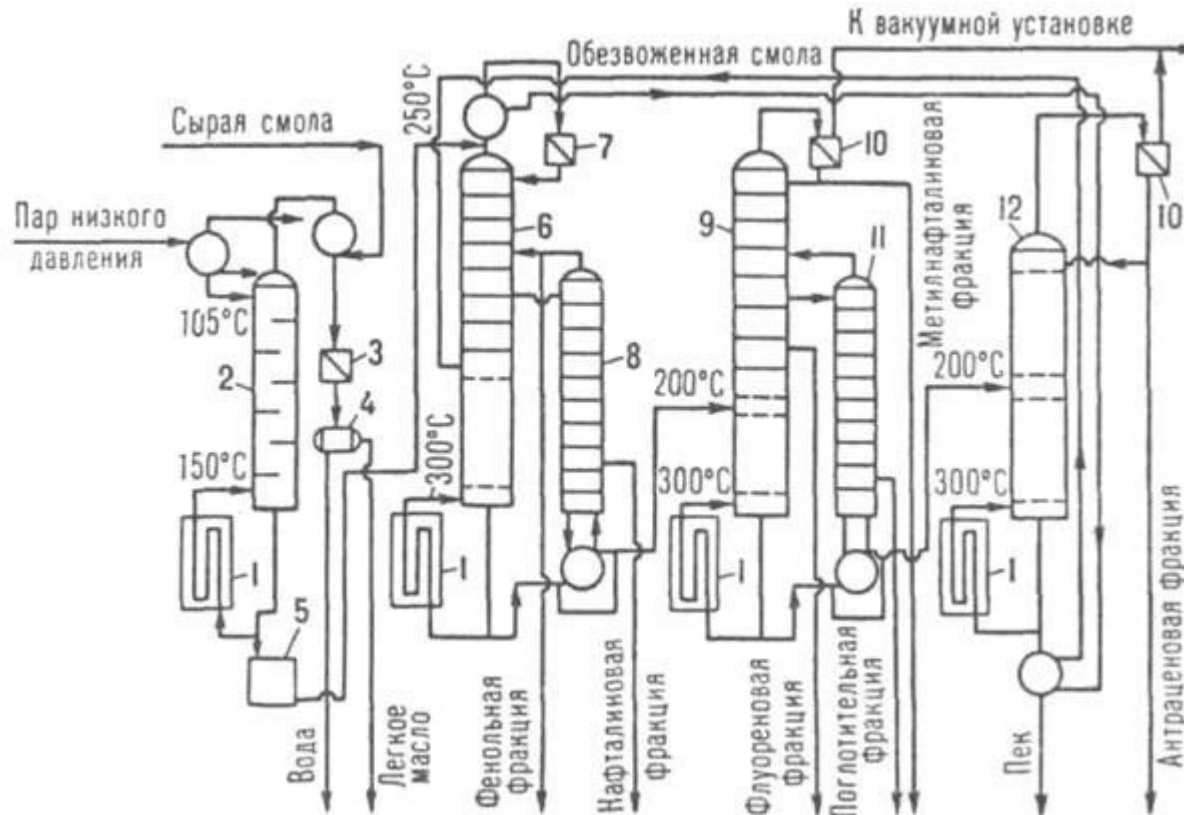 К вакуумной установке
Обезвоженная смола
250°С
Сырая смола
7
10
Метилнафталиновая
фракция
10
Пар низкого
давления
6
9
11
12
105°С
3
8
2
200°С
200°С
4
150°С
300°С
300°С
300°С
1
1
1
1
5
Вода
Легкое
масло
Фенольная
фракция
Нафталиновая
фракция
Флуореновая
фракция
Поглотительная
фракция
Пек
Антраценовая фракция